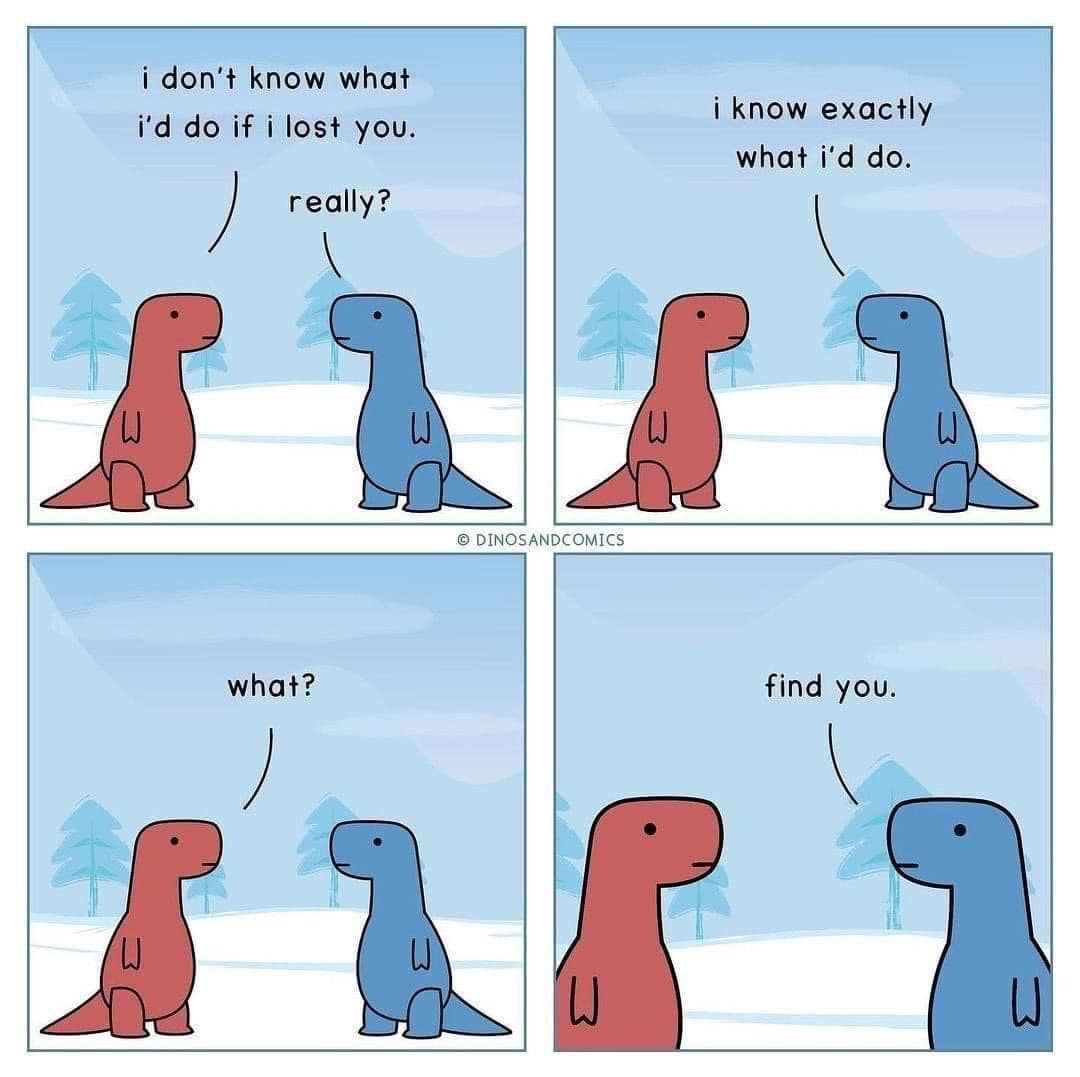 i don't know what
i'd do if i lost you.
really?
i know exactly
what i'd do.
© DINOSANDCOMICS
what?
find you.